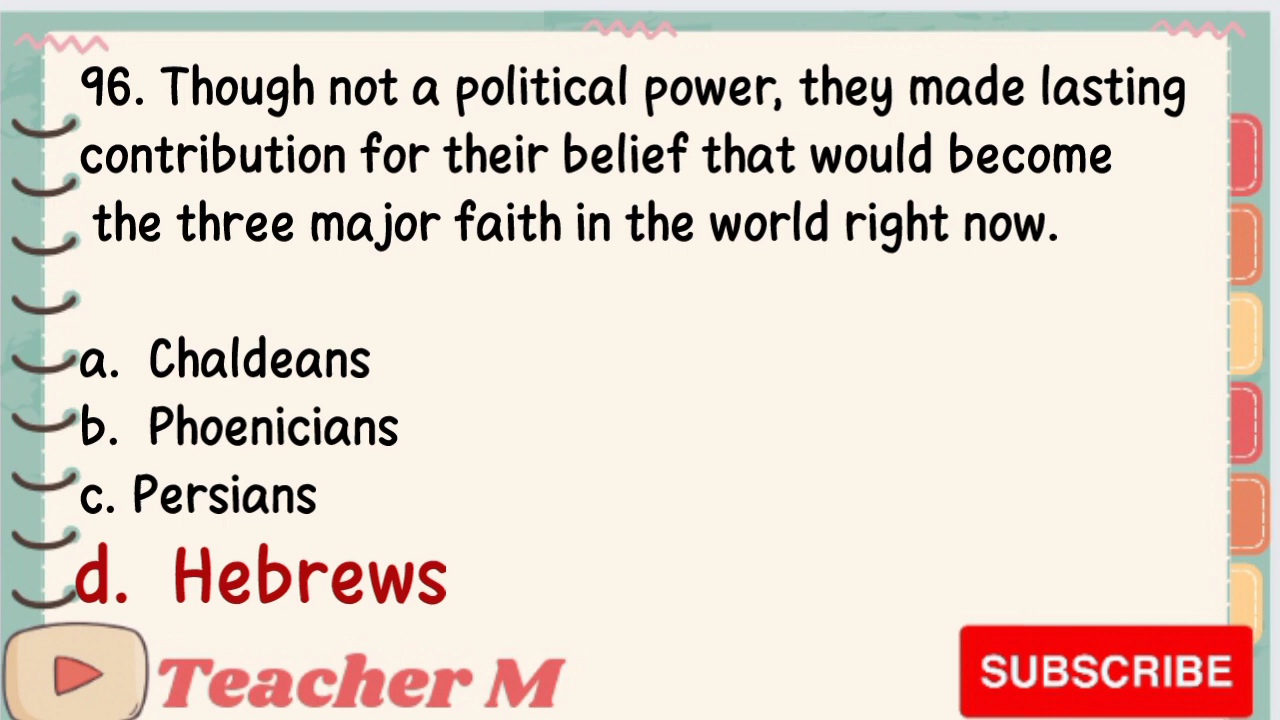 96. Though not a political power, they made lasting
contribution for their belief that would become
the three major faith in the world right now.
a. Chaldeans
b. Phoenicians
c. Persians
d. Hebrews
Teacher M
SUBSCRIBE